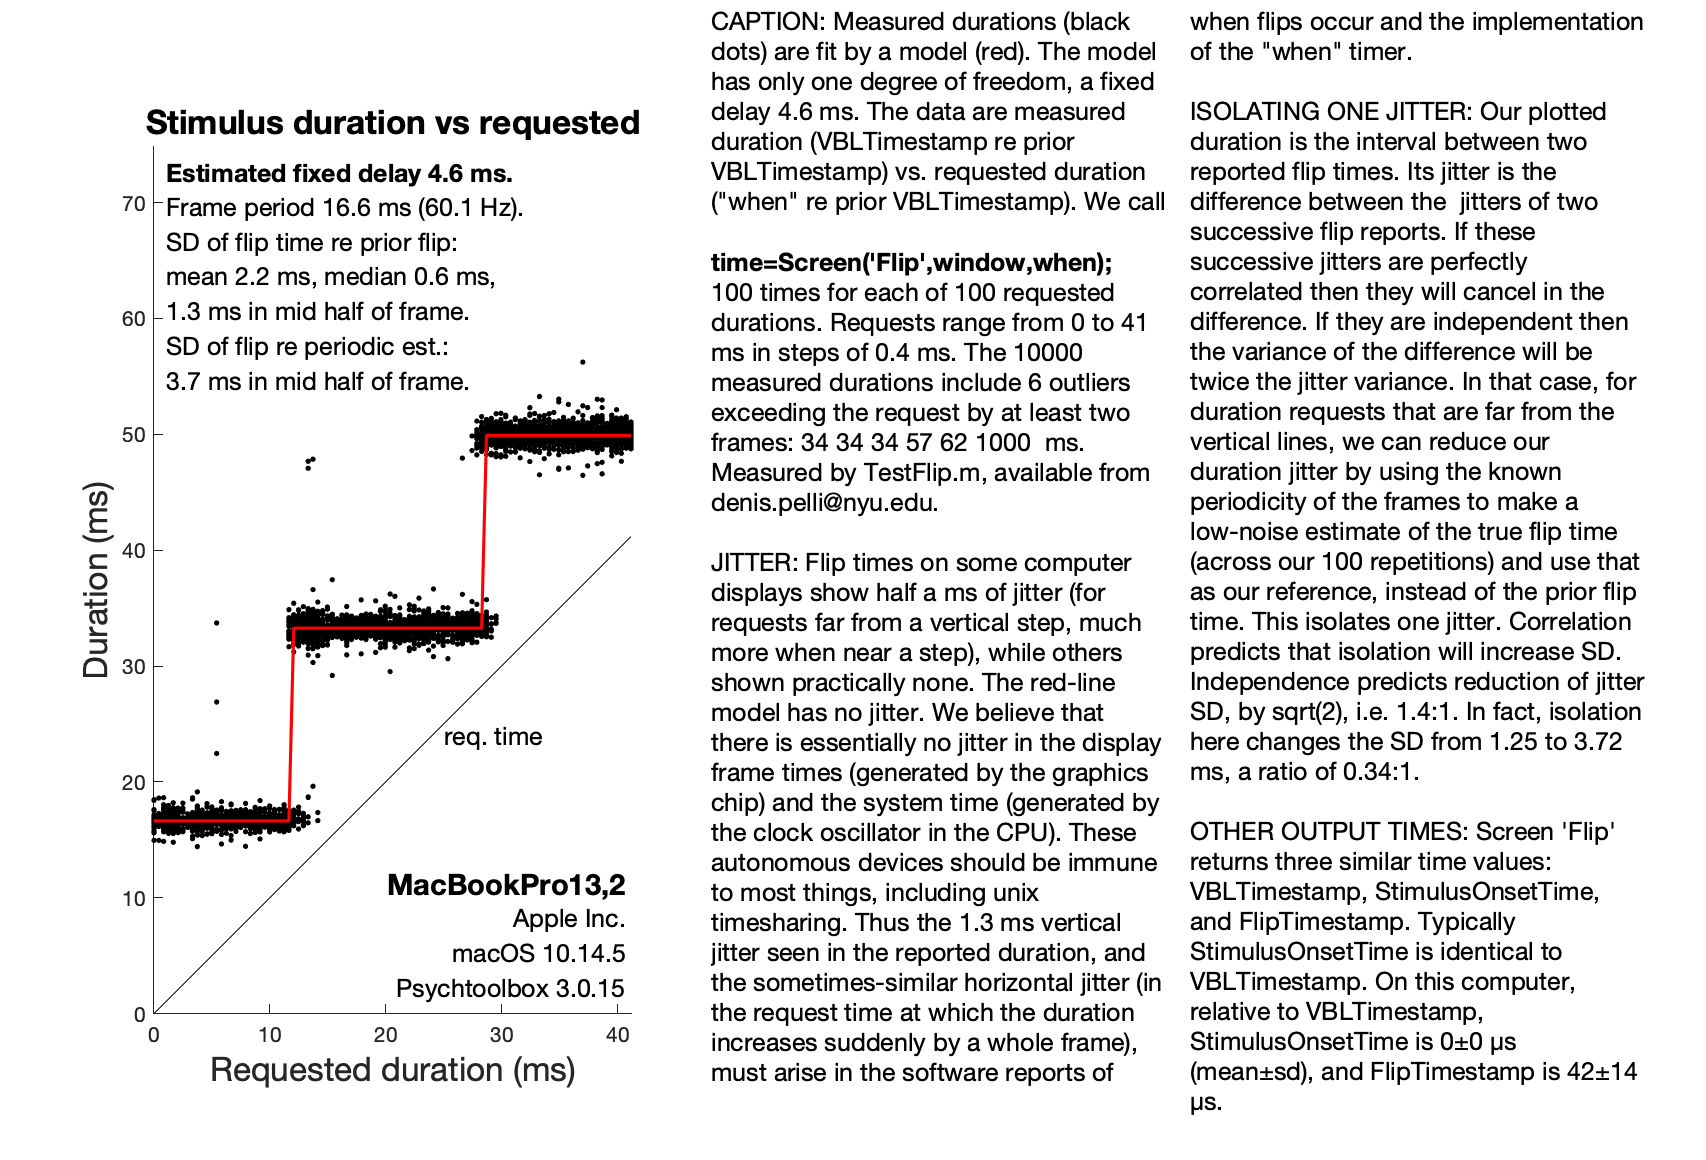 Stimulus duration vs requested
Estimated fixed delay 4.6 ms.
Frame period 16.6 ms (60.1 Hz).
SD of flip time re prior flip:
mean 2.2 ms, median 0.6 ms,
1.3 ms in mid half of frame.
SD of flip re periodic est.:
3.7 ms in mid half of frame.
70
60
50
40
30
20
10
0
Duration (ms)
req. time
MacBookPro13,2
Apple Inc.
macOS 10.14.5
Psychtoolbox 3.0.15
0 10 20 30 40
Requested duration (ms)
CAPTION: Measured durations (black
dots) are fit by a model (red). The model
has only one degree of freedom, a fixed
delay 4.6 ms. The data are measured
duration (VBLTimestamp re prior
VBLTimestamp) vs. requested duration
("when" re prior VBLTimestamp). We call
time=Screen('Flip',window,when);
100 times for each of 100 requested
durations. Requests range from 0 to 41
ms in steps of 0.4 ms. The 10000
measured durations include 6 outliers
exceeding the request by at least two
frames: 34 34 34 57 62 1000  ms.
Measured by TestFlip.m, available from
denis.pelli@nyu.edu.
JITTER: Flip times on some computer
displays show half a ms of jitter (for
requests far from a vertical step, much
more when near a step), while others
shown practically none. The red-line
model has no jitter. We believe that
there is essentially no jitter in the display
frame times (generated by the graphics
chip) and the system time (generated by
the clock oscillator in the CPU). These
autonomous devices should be immune
to most things, including unix
timesharing. Thus the 1.3 ms vertical
jitter seen in the reported duration, and
the sometimes-similar horizontal jitter (in
the request time at which the duration
increases suddenly by a whole frame),
must arise in the software reports of
when flips occur and the implementation
of the "when" timer.
ISOLATING ONE JITTER: Our plotted
duration is the interval between two
reported flip times. Its jitter is the
difference between the  jitters of two
successive flip reports. If these
successive jitters are perfectly
correlated then they will cancel in the
difference. If they are independent then
the variance of the difference will be
twice the jitter variance. In that case, for
duration requests that are far from the
vertical lines, we can reduce our
duration jitter by using the known
periodicity of the frames to make a
low-noise estimate of the true flip time
(across our 100 repetitions) and use that
as our reference, instead of the prior flip
time. This isolates one jitter. Correlation
predicts that isolation will increase SD.
Independence predicts reduction of jitter
SD, by sqrt(2), i.e. 1.4:1. In fact, isolation
here changes the SD from 1.25 to 3.72
ms, a ratio of 0.34:1.
OTHER OUTPUT TIMES: Screen 'Flip'
returns three similar time values:
VBLTimestamp, StimulusOnsetTime,
and FlipTimestamp. Typically
StimulusOnsetTime is identical to
VBLTimestamp. On this computer,
relative to VBLTimestamp,
StimulusOnsetTime is 0±0 µs
(mean±sd), and FlipTimestamp is 42±14
µs.